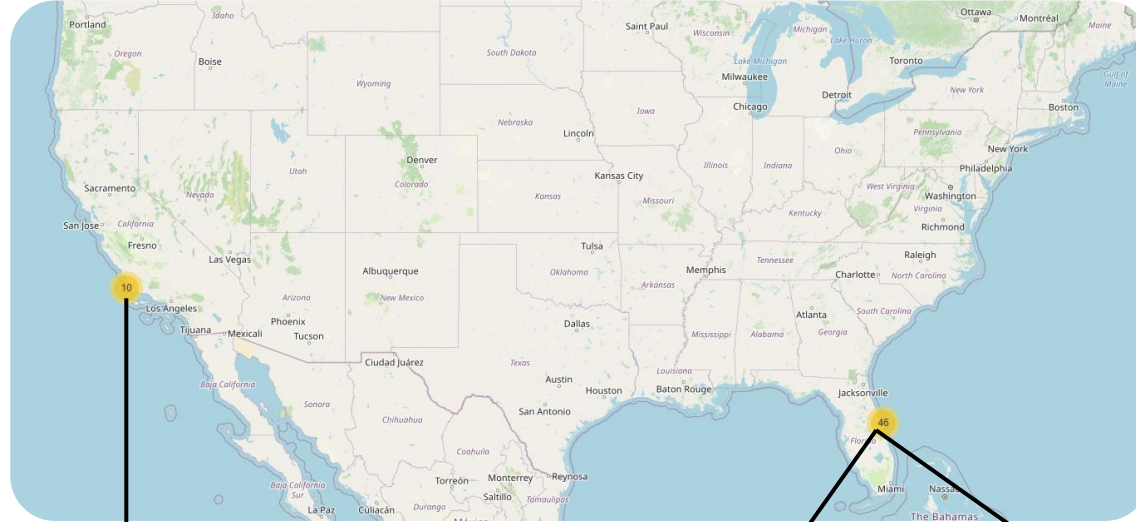 Portland
Idaho
Oregon
Boise
Wyoming
South Dakota
Saint Paul
Wisconsin
Michigan
Lake Huron
Lake Michigan
Ottawa
Montréal
Maine
Toronto
Gulf of
Maine
Milwaukee
Chicago
Detroit
New York
Boston
Iowa
Nebraska
Lincoln
Illinois
Indiana
Ohio
Pennsylvania
New York
Philadelphia
Sacramento
Nevada
Utah
Denver
Colorado
Kansas
Kansas City
Missouri
West Virginia
Washington
Virginia
Richmond
Kentucky
San Jose
California
Fresno
Las Vegas
Albuquerque
New Mexico
Arizona
Tulsa
Oklahoma
Memphis
Tennessee
Arkansas
Raleigh
Charlotte
North Carolina
10
Los Angeles
Phoenix
Tucson
Tijuana
Mexicali
Dallas
Atlanta
South Carolina
Georgia
Mississippi
Alabama
Texas
Louisiana
Ciudad Juárez
Austin
Houston
Baton Rouge
Jacksonville
San Antonio
Baja California
Sonora
Chihuahua
46
Florida
Coahuila
Baja California
Sur
La Paz
Culiacán
Torreón
Durango
Monterrey
Saltillo
Reynosa
Tamaulipas
México
Miami
Nassau
The Bahamas